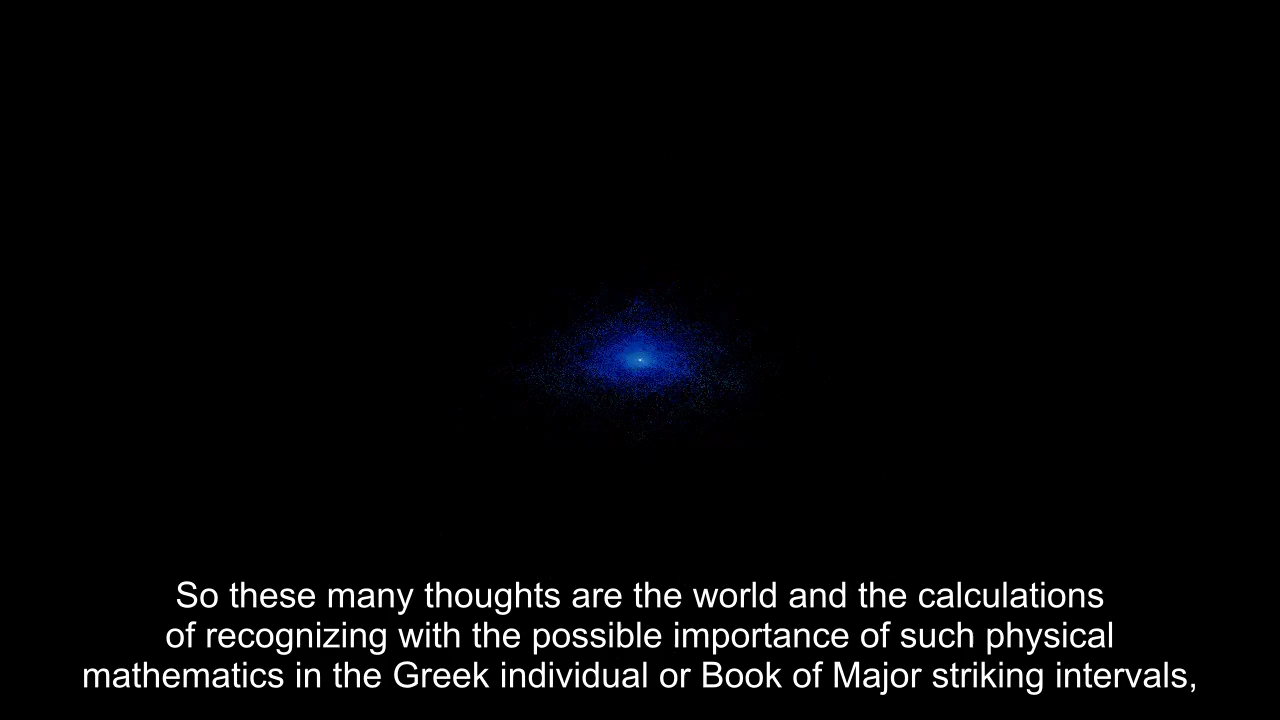 So these many thoughts are the world and the calculations
of recognizing with the possible importance of such physical
mathematics in the Greek individual or Book of Major striking intervals,